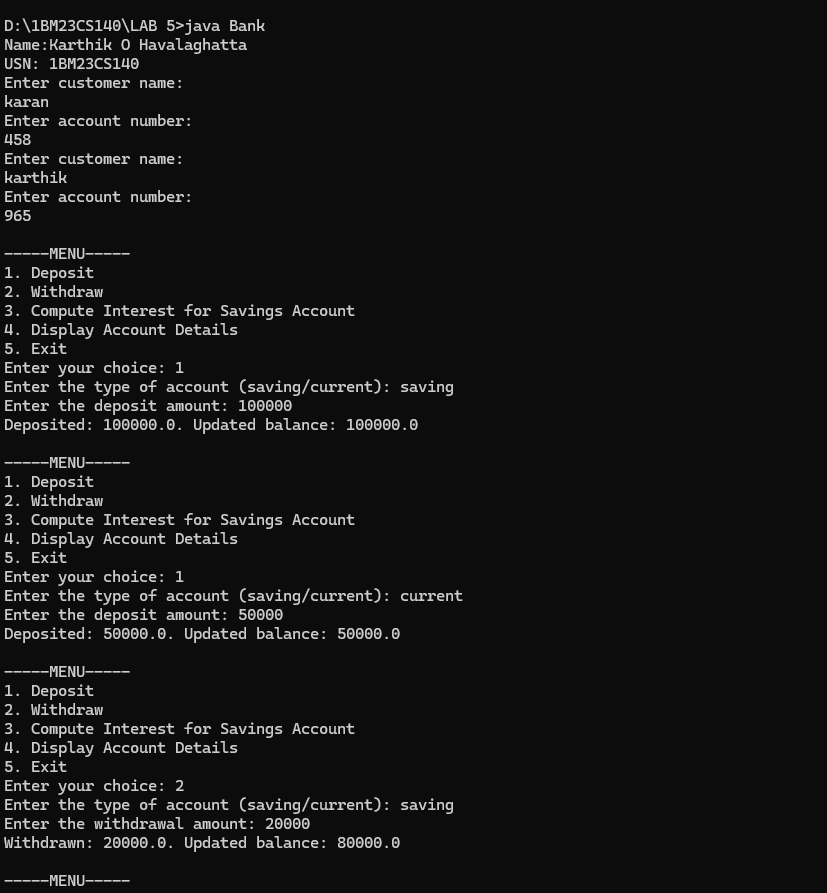 D:\1BM23CS140\LAB 5>java Bank
Name:Karthik O Havalaghatta
USN: 1BM23CS140
Enter customer name:
karan
Enter account number:
458
Enter customer name:
karthik
Enter account number:
965
-----MENU-----
1. Deposit
2. Withdraw
3. Compute Interest for Savings Account
4. Display Account Details
5. Exit
Enter your choice: 1
Enter the type of account (saving/current): saving
Enter the deposit amount: 100000
Deposited: 100000.0. Updated balance: 100000.0
-----MENU-----
1. Deposit
2. Withdraw
3. Compute Interest for Savings Account
4. Display Account Details
5. Exit
Enter your choice: 1
Enter the type of account (saving/current): current
Enter the deposit amount: 50000
Deposited: 50000.0. Updated balance: 50000.0
-----MENU-----
1. Deposit
2. Withdraw
3. Compute Interest for Savings Account
4. Display Account Details
5. Exit
Enter your choice: 2
Enter the type of account (saving/current): saving
Enter the withdrawal amount: 20000
Withdrawn: 20000.0. Updated balance: 80000.0
-----MENU-----